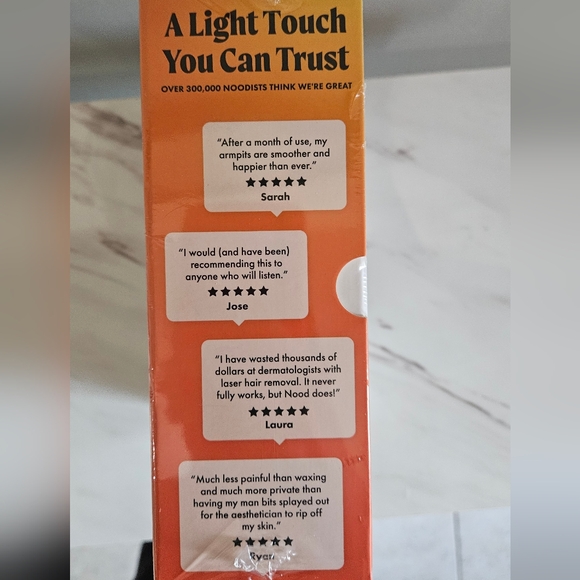 A Light Touch
You Can Trust
OVER 300,000 NOODISTS THINK WE'RE GREAT
“After a month of use, my
armpits are smoother and
happier than ever.”
★★★★★
Sarah
“I would (and have been)
recommending this to
anyone who will listen.”
★★★★★
Jose
“I have wasted thousands of
dollars at dermatologists with
laser hair removal. It never
fully works, but Nood does!”
★★★★★
Laura
“Much less painful than waxing
and much more private than
having my man bits splayed out
for the aesthetician to rip off
my skin.”
★★★★★
Ryan